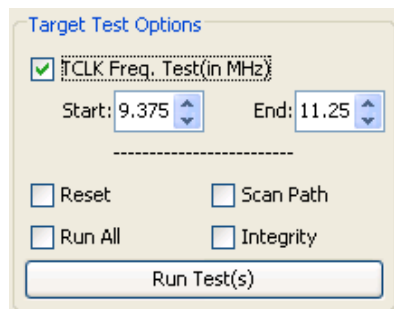 Target Test Options
TCLK Freq. Test(in MHz)
Start: 9.375 End: 11.25
------------------------
Reset Scan Path
Run All Integrity
Run Test(s)